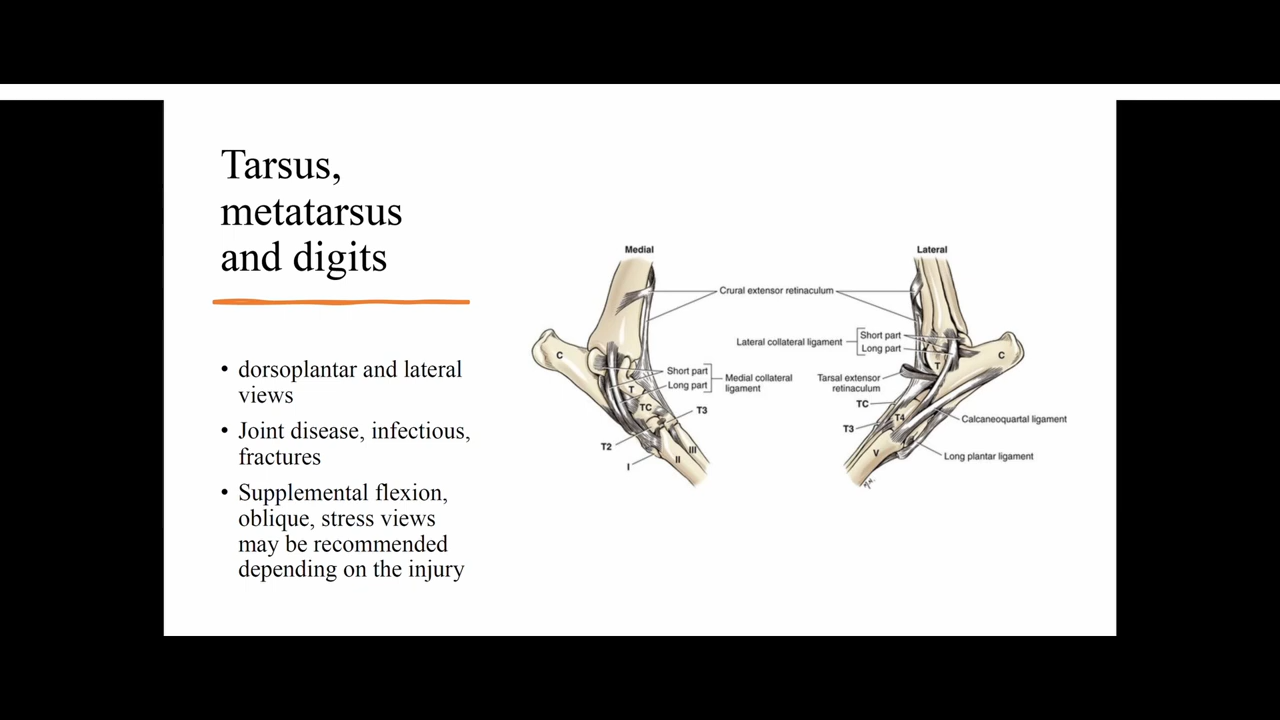 Tarsus,
metatarsus
and digits
• dorsoplantar and lateral
views
• Joint disease, infectious,
fractures
• Supplemental flexion,
oblique, stress views
may be recommended
depending on the injury
Medial
Crural extensor retinaculum
C
Short part
Long part
Medial collateral
ligament
T
TC
T3
T2
I
II
III
Lateral
Lateral collateral ligament
Short part
Long part
C
T
Tarsal extensor
retinaculum
TC
T4
T3
V
Calcaneoquartal ligament
Long plantar ligament